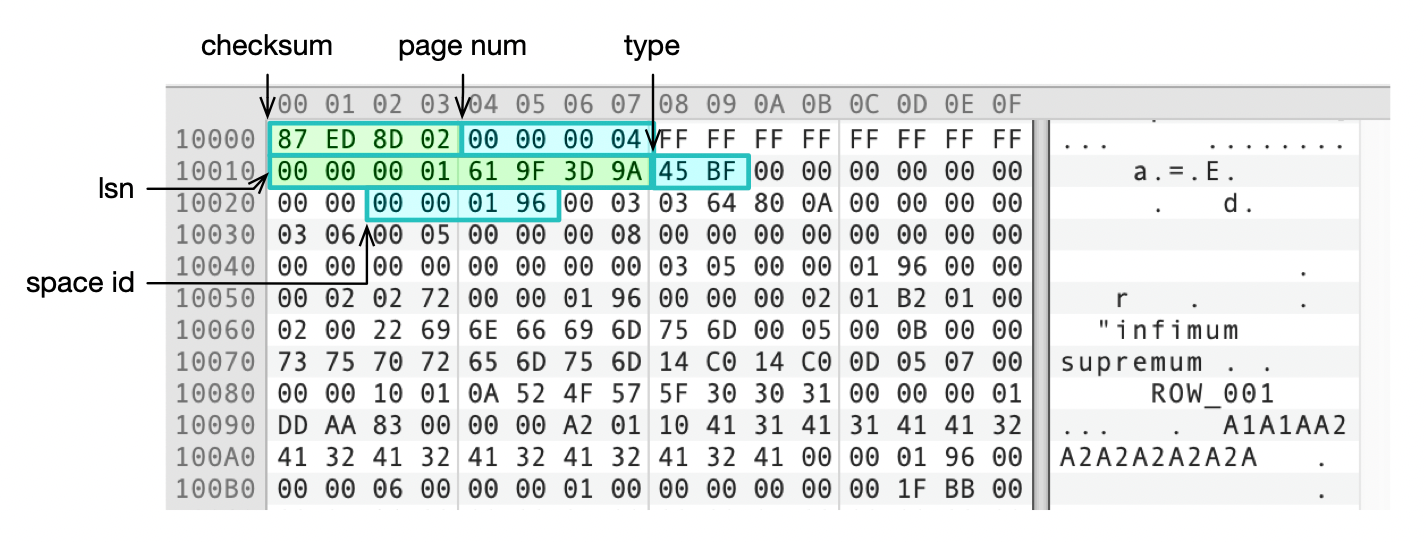 checksum page num type
00 01 02 03 04 05 06 07 08 09 0A 0B 0C 0D 0E 0F
10000 87 ED 8D 02 00 00 00 04 FF FF FF FF FF FF FF FF ... ........
10010 00 00 00 01 61 9F 3D 9A 45 BF 00 00 00 00 00 00 a.=.E.
lsn
10020 00 00 00 00 01 96 00 03 03 64 80 0A 00 00 00 00 . d.
10030 03 06 00 05 00 00 00 08 00 00 00 00 00 00 00 00
10040 00 00 00 00 00 00 00 00 03 05 00 00 01 96 00 00 .
space id
10050 00 02 02 72 00 00 01 96 00 00 00 02 01 B2 01 00 r . .
10060 02 00 22 69 6E 66 69 6D 75 6D 00 05 00 0B 00 00 "infimum
10070 73 75 70 72 65 6D 75 6D 14 C0 14 C0 0D 05 07 00 supremum . .
10080 00 00 10 01 0A 52 4F 57 5F 30 30 31 00 00 00 01 ROW_001
10090 DD AA 83 00 00 00 A2 01 10 41 31 41 31 41 41 32 ... . A1A1AA2
100A0 41 32 41 32 41 32 41 32 41 32 41 00 00 01 96 00 A2A2A2A2A2A .
100B0 00 00 06 00 00 00 01 00 00 00 00 00 00 1F BB 00 .